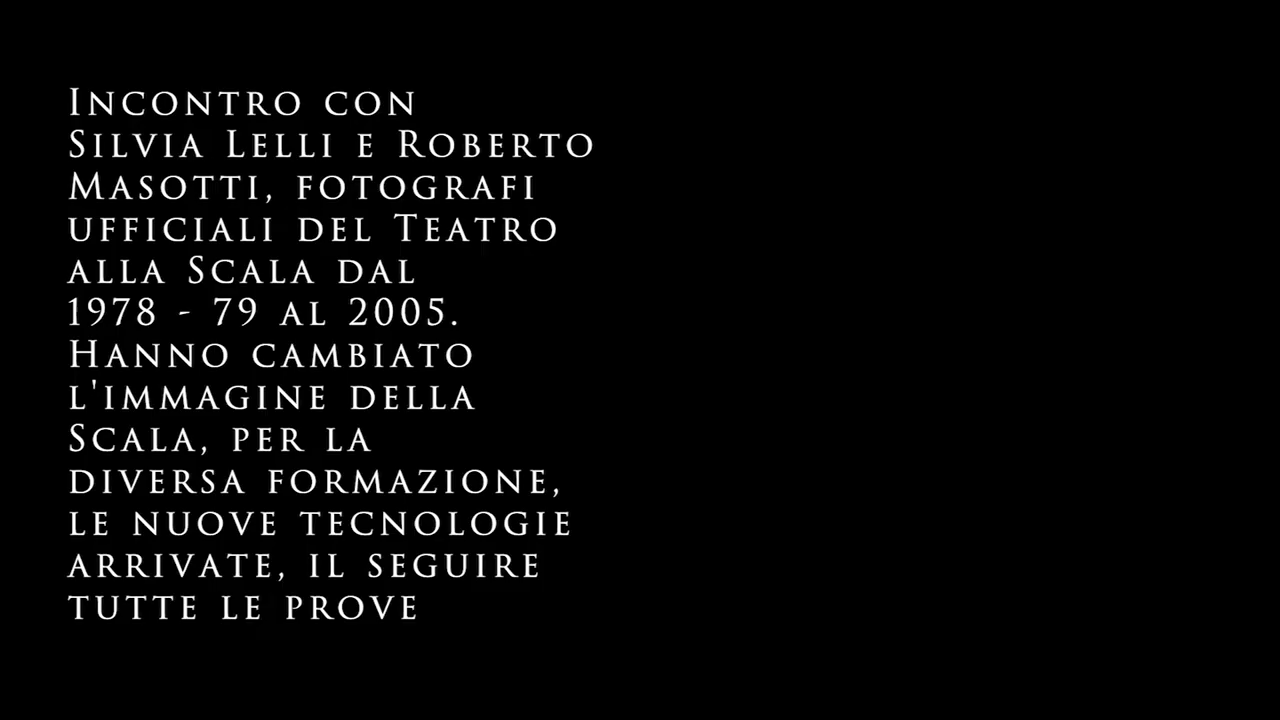 Incontro con
Silvia Lelli e Roberto
Masotti, fotografi
ufficiali del Teatro
alla Scala dal
1978 - 79 al 2005.
Hanno cambiato
l'immagine della
Scala, per la
diversa formazione,
le nuove tecnologie
arrivate, il seguire
tutte le prove